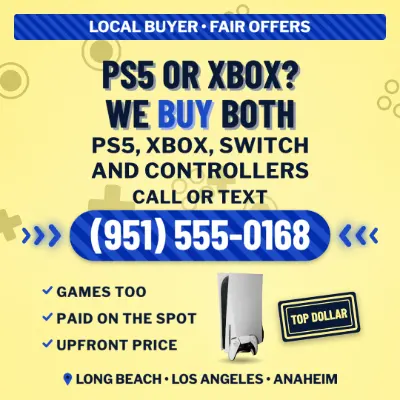 LOCAL BUYER • FAIR OFFERS
PS5 OR XBOX?
WE BUY BOTH
PS5, XBOX, SWITCH
AND CONTROLLERS
CALL OR TEXT
(951) 555-0168
GAMES TOO
PAID ON THE SPOT
UPFRONT PRICE
TOP DOLLAR
LONG BEACH • LOS ANGELES • ANAHEIM